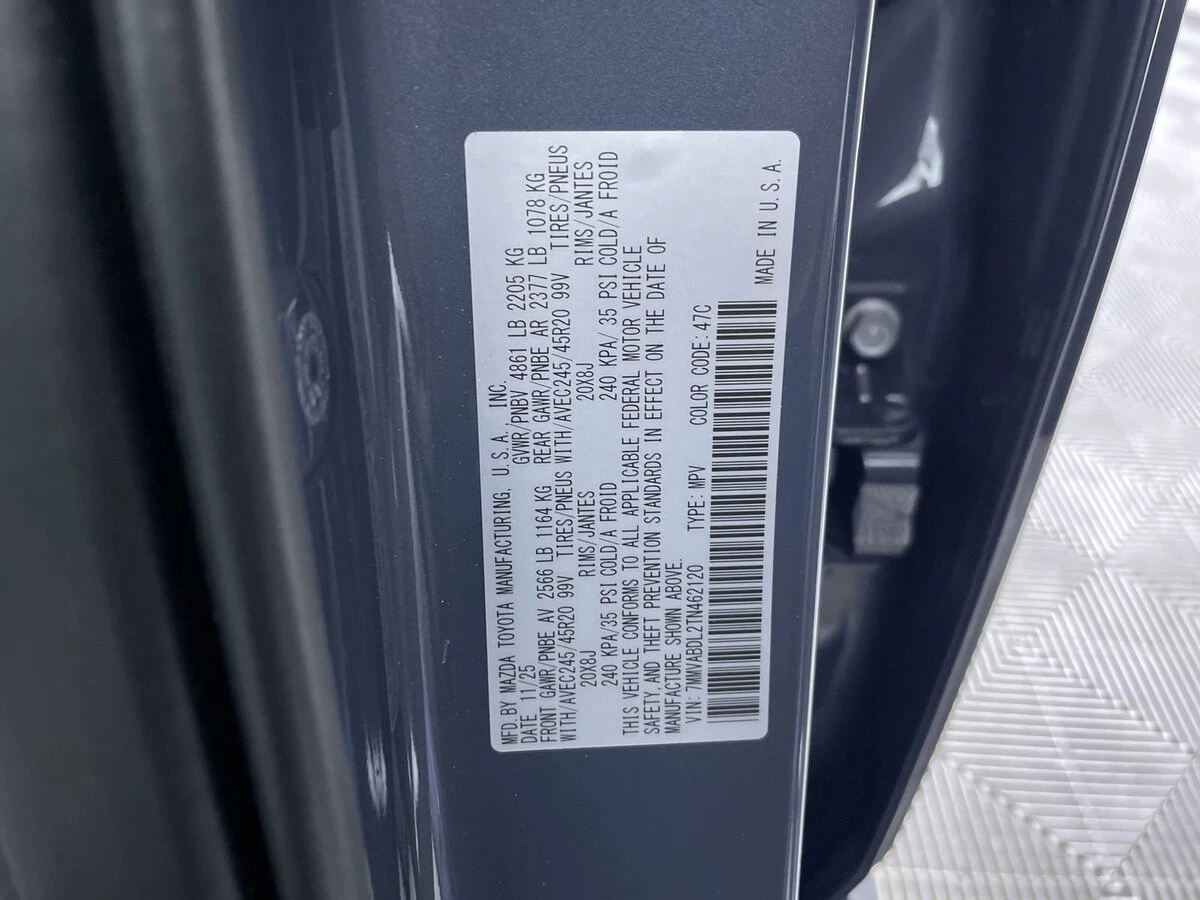 MFD. BY MAZDA TOYOTA MANUFACTURING, U.S.A. INC.
DATE 11/25 GVWR/PNBV 4861 LB 2205 KG
FRONT GAWR/PNBE AV 2566 LB 1164 KG REAR GAWR/PNBE AR 2377 LB 1078 KG
WITH/AVEC245/45R20 99V TIRES/PNEUS WITH/AVEC245/45R20 99V TIRES/PNEUS
20X8J RIMS/JANTES 20X8J RIMS/JANTES
240 KPA/35 PSI COLD/A FROID 240 KPA/ 35 PSI COLD/A FROID
THIS VEHICLE CONFORMS TO ALL APPLICABLE FEDERAL MOTOR VEHICLE
SAFETY, AND THEFT PREVENTION STANDARDS IN EFFECT ON THE DATE OF
MANUFACTURE SHOWN ABOVE.
VIN: 7MMVABDL2TN462120 TYPE: MPV COLOR CODE: 47C
MADE IN U.S.A.